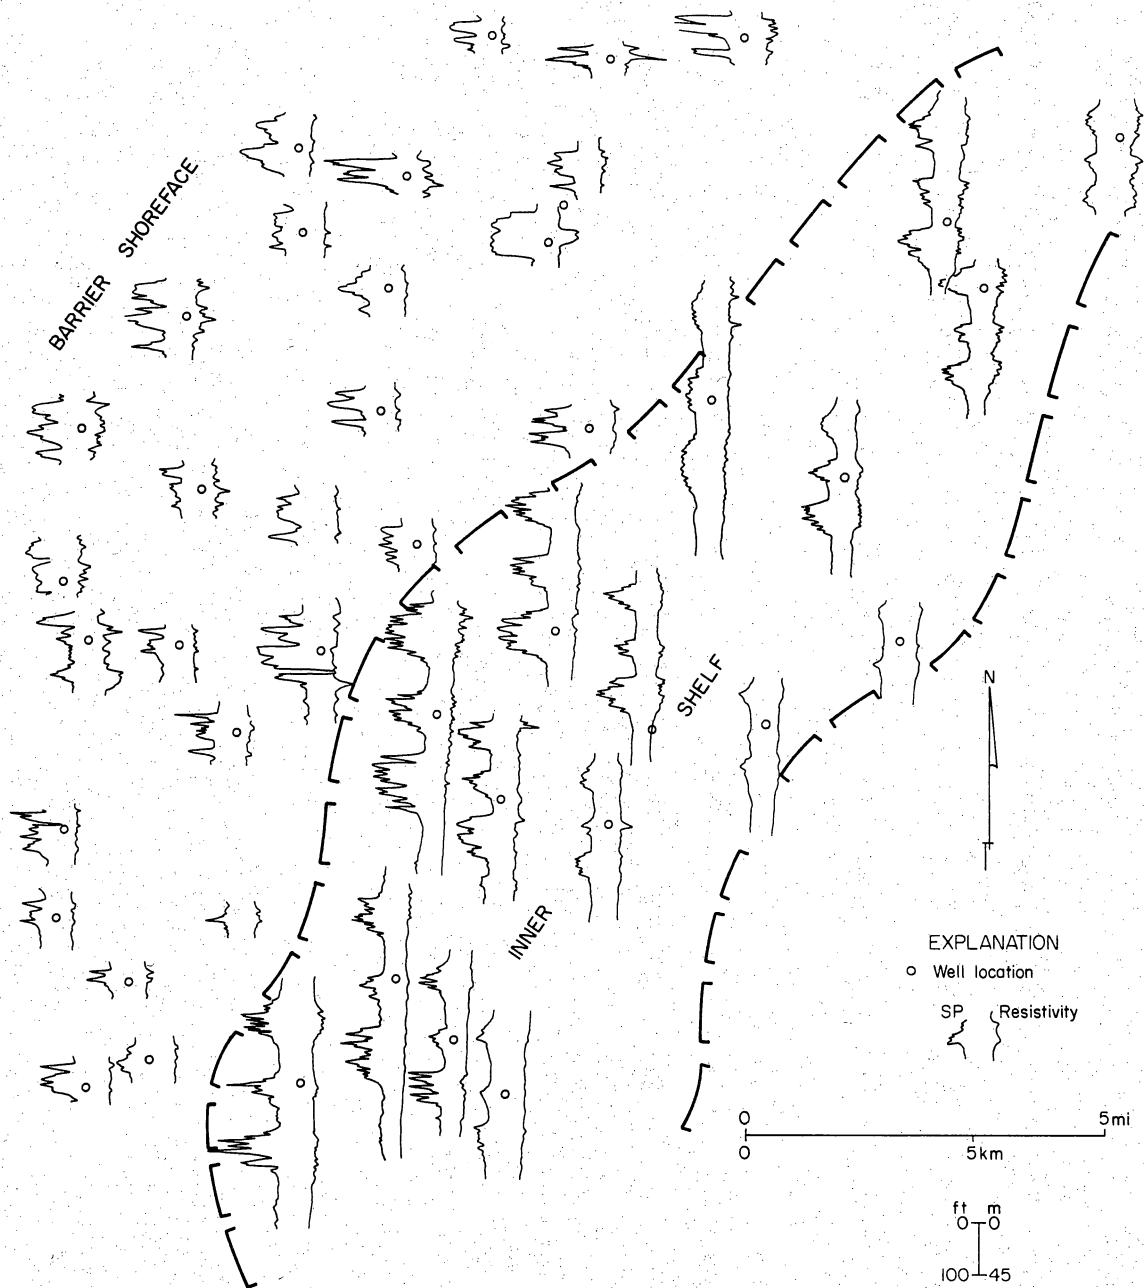 BARRIER SHOREFACE
INNER SHELF
N
EXPLANATION
Well location
SP Resistivity
0 5mi
0 5km
ft m
0 0
100 45